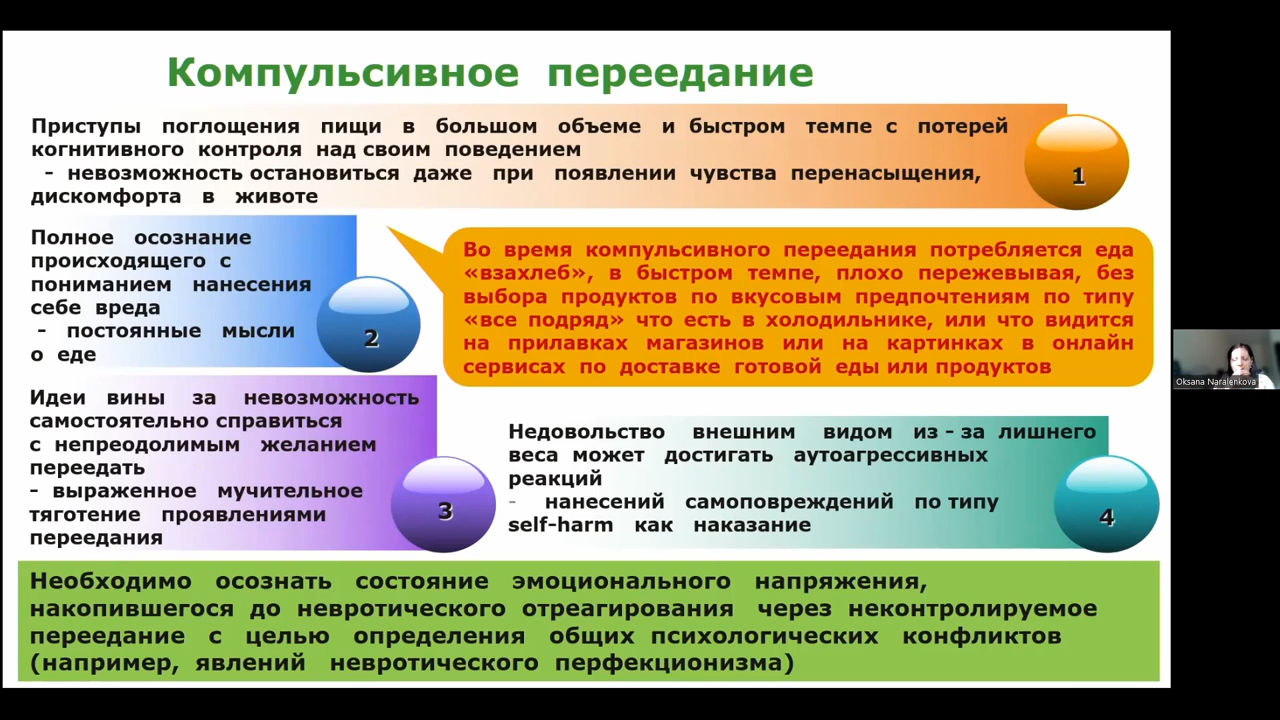 Компульсивное переедание
Приступы поглощения пищи в большом объеме и быстром темпе с потерей
когнитивного контроля над своим поведением
- невозможность остановиться даже при появлении чувства перенасыщения,
дискомфорта в животе
1
Полное осознание
происходящего с
пониманием нанесения
себе вреда
- постоянные мысли
о еде
2
Во время компульсивного переедания потребляется еда
«взахлеб», в быстром темпе, плохо пережевывая, без
выбора продуктов по вкусовым предпочтениям по типу
«все подряд» что есть в холодильнике, или что видится
на прилавках магазинов или на картинках в онлайн
сервисах по доставке готовой еды или продуктов
Идеи вины за невозможность
самостоятельно справиться
с непреодолимым желанием
переедать
- выраженное мучительное
тяготение проявлениями
переедания
3
Недовольство внешним видом из - за лишнего
веса может достигать аутоагрессивных
реакций
- нанесений самоповреждений по типу
self-harm как наказание
4
Необходимо осознать состояние эмоционального напряжения,
накопившегося до невротического отреагирования через неконтролируемое
переедание с целью определения общих психологических конфликтов
(например, явлений невротического перфекционизма)
Oksana Naralenkova